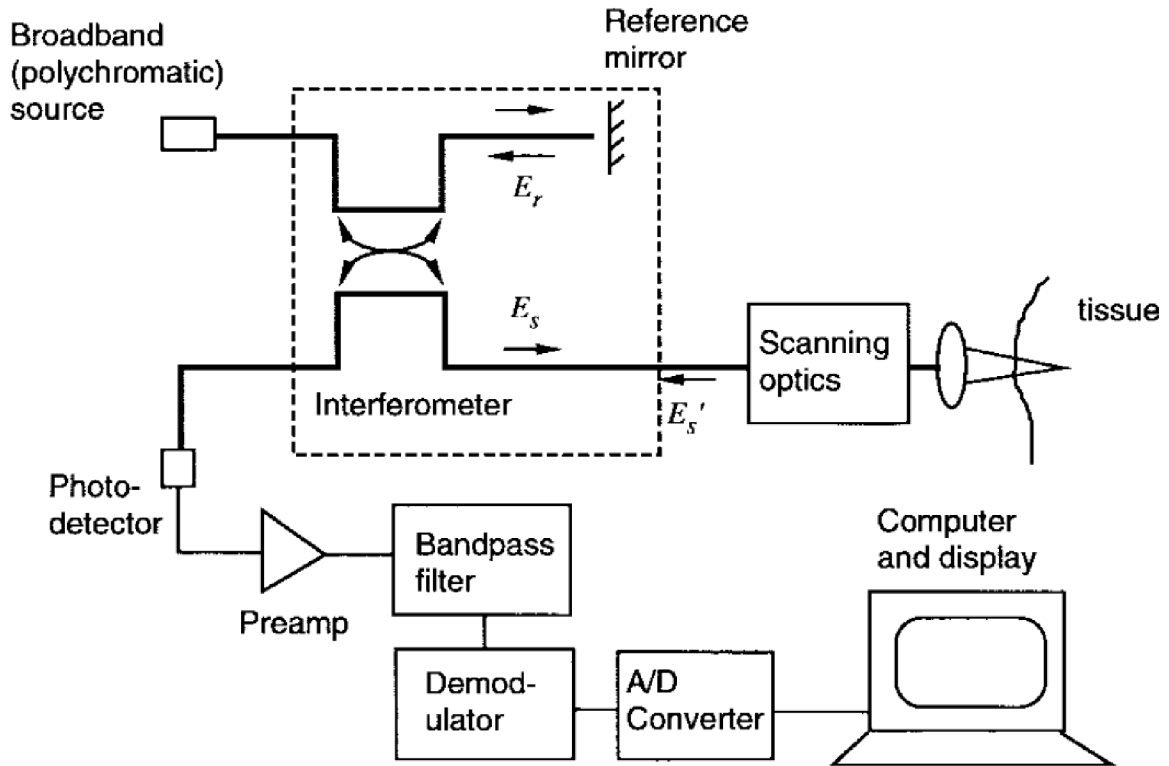 Broadband
(polychromatic)
source
Reference
mirror
E_r
E_s
tissue
Scanning
optics
Interferometer
E_s'
Photo-
detector
Computer
and display
Bandpass
filter
Preamp
Demod-
ulator
A/D
Converter